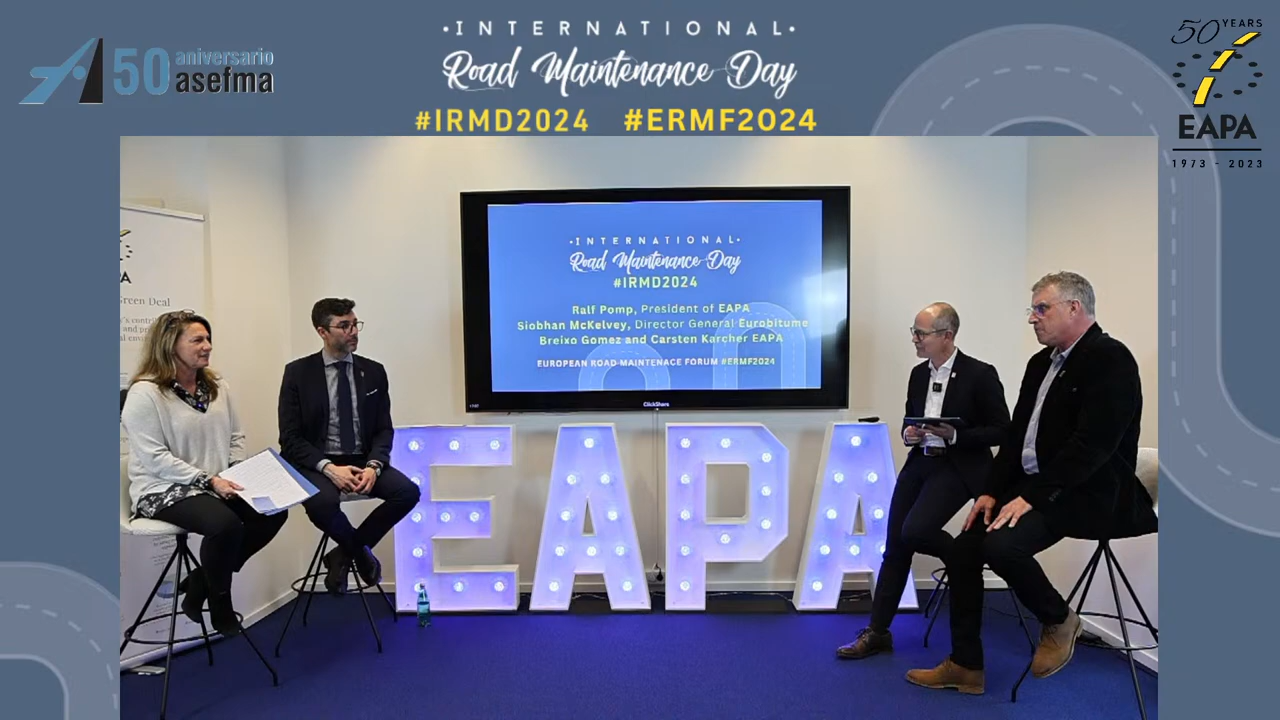 •INTERNATIONAL•
Road Maintenance Day
#IRMD2024 #ERMF2024
50 aniversario
asefma
50 YEARS
EAPA
1973 - 2023
•INTERNATIONAL•
Road Maintenance Day
#IRMD2024
Ralf Pomp, President of EAPA
Siobhan McKelvey, Director General Eurobitume
Breixo Gomez and Carsten Karcher EAPA
EUROPEAN ROAD MAINTENACE FORUM #ERMF2024
ClickShare
EAPA